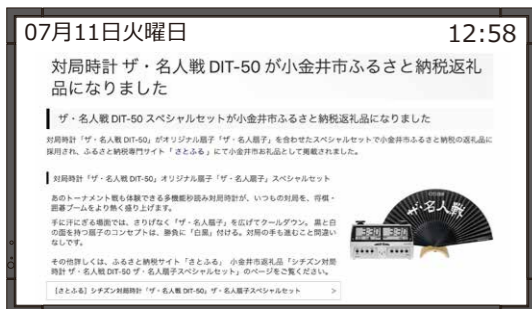 07月11日火曜日
12:58
対局時計 ザ・名人戦 DIT-50 が小金井市ふるさと納税返礼
品になりました
ザ・名人戦 DIT-50 スペシャルセットが小金井市ふるさと納税返礼品になりました
対局時計「ザ・名人戦 DIT-50」がオリジナル扇子「ザ・名人扇子」を合わせたスペシャルセットで小金井市ふるさと納税の返礼品に
採用され、ふるさと納税専門サイト「さとふる」にて小金井市お礼品として掲載されました。
対局時計「ザ・名人戦 DIT-50」オリジナル扇子「ザ・名人扇子」スペシャルセット
あのトーナメント戦も体験できる多機能秒読み対局時計が、いつもの対局を、将棋・
囲碁ブームをより熱く盛り上げます。
手に汗にぎる場面では、さりげなく「ザ・名人扇子」を広げてクールダウン。黒と白
の面を持つ扇子のコンセプトは、勝負に「白黒」付ける。対局の手も進むこと間違い
なしです。
その他詳しくは、ふるさと納税サイト「さとふる」 小金井市返礼品「シチズン対局
時計 ザ・名人戦 DIT-50 ザ・名人扇子スペシャルセット」のページをご覧ください。
[さとふる] シチズン対局時計「ザ・名人戦 DIT-50」ザ・名人扇子スペシャルセット >
ザ・名人戦